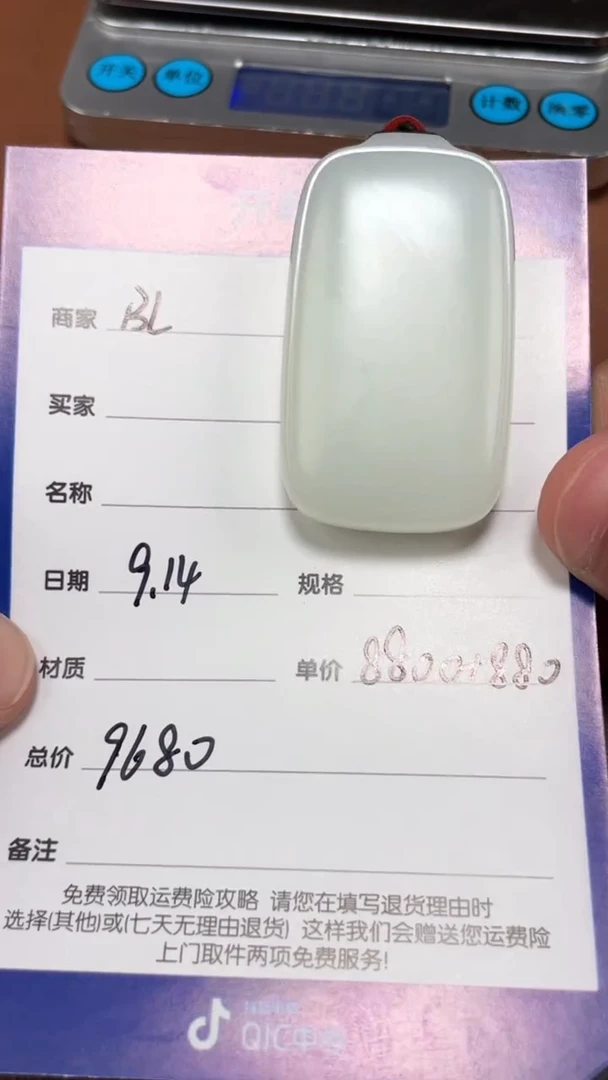 开关 单位 计数 去零
商家 BL
买家
名称
日期 9.14 规格
材质 单价 8800+880
总价 9680
备注
免费领取运费险攻略 请您在填写退货理由时
选择(其他)或(七天无理由退货) 这样我们会赠送您运费险
上门取件两项免费服务!
QIC